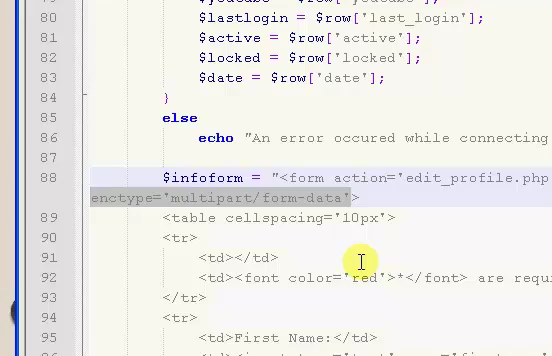 80 $lastlogin = $row['last_login'];
81 $active = $row['active'];
82 $locked = $row['locked'];
83 $date = $row['date'];
84 }
85 else
86 echo "An error occured while connecting
87
88 $infoform = "<form action='edit_profile.php
enctype='multipart/form-data'>
89 <table cellspacing='10px'>
90 <tr>
91 <td></td>
92 <td><font color='red'>*</font> are requi
93 </tr>
94 <tr>
95 <td>First Name:</td>